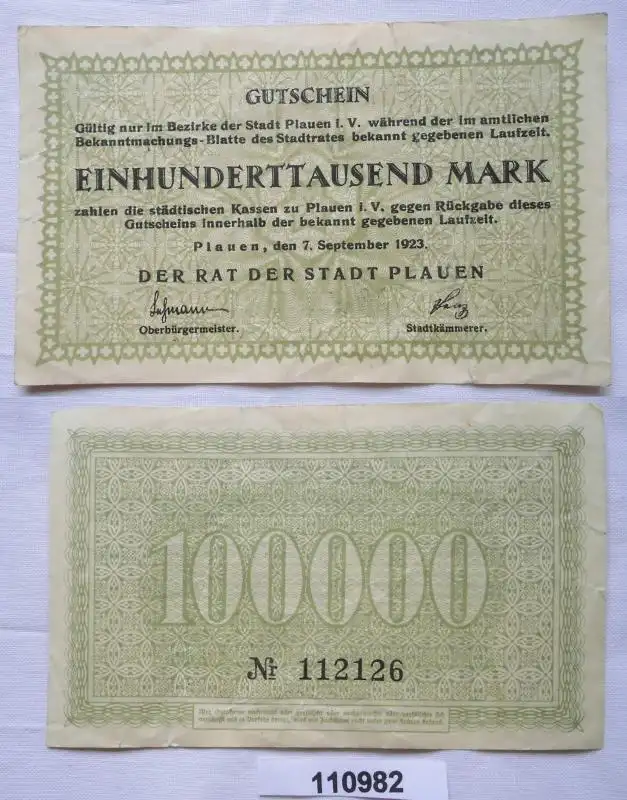 GUTSCHEIN
Gültig nur im Bezirke der Stadt Plauen i. V. während der im amtlichen
Bekanntmachungs-Blatte des Stadtrates bekannt gegebenen Laufzeit.
EINHUNDERTTAUSEND MARK
zahlen die städtischen Kassen zu Plauen i. V. gegen Rückgabe dieses
Gutscheins innerhalb der bekannt gegebenen Laufzeit.
Plauen, den 7. September 1923.
DER RAT DER STADT PLAUEN
Lehmann
Oberbürgermeister.
Stadtkämmerer.
100000
Nr 112126
110982